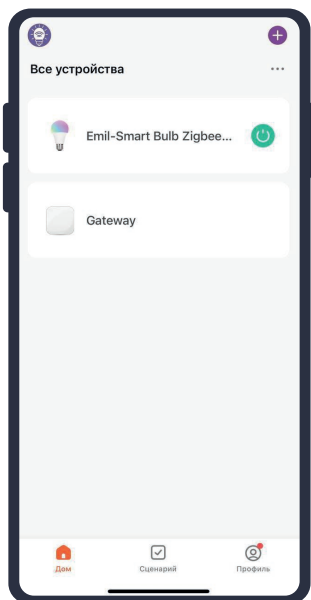 Все устройства
Emil-Smart Bulb Zigbee...
Gateway
Дом
Сценарий
Профиль